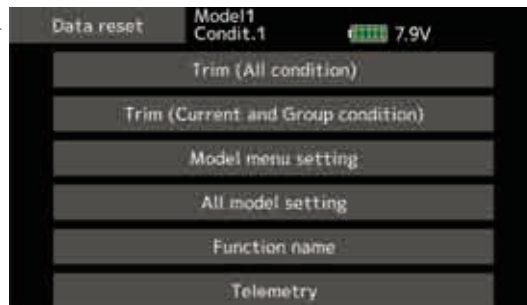 Data reset
Model1
Condit.1
7.9V
Trim (All condition)
Trim (Current and Group condition)
Model menu setting
All model setting
Function name
Telemetry